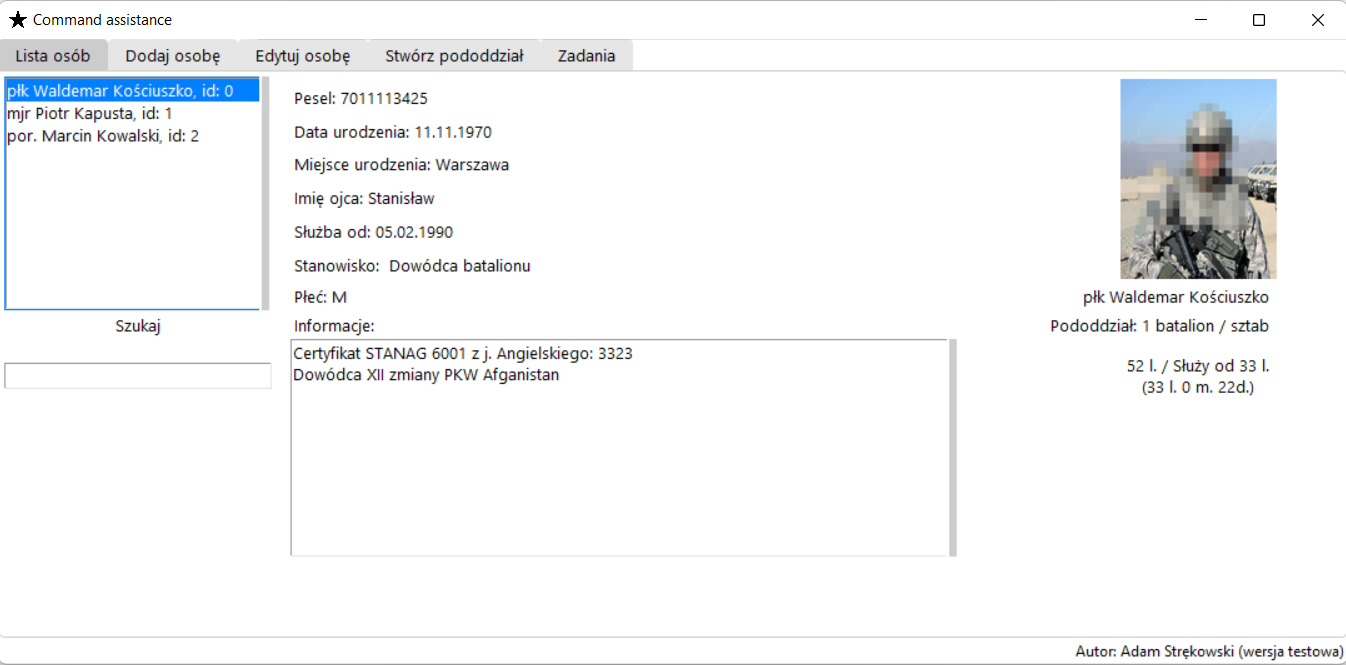 Command assistance
Lista osób
Dodaj osobę
Edytuj osobę
Stwórz pododdział
Zadania
płk Waldemar Kościuszko, id: 0
mjr Piotr Kapusta, id: 1
por. Marcin Kowalski, id: 2
Szukaj
Pesel: 7011113425
Data urodzenia: 11.11.1970
Miejsce urodzenia: Warszawa
Imię ojca: Stanisław
Służba od: 05.02.1990
Stanowisko:  Dowódca batalionu
Płeć: M
Informacje:
Certyfikat STANAG 6001 z j. Angielskiego: 3323
Dowódca XII zmiany PKW Afganistan
płk Waldemar Kościuszko
Pododdział: 1 batalion / sztab
52 l. / Służy od 33 l.
(33 l. 0 m. 22d.)
Autor: Adam Strękowski (wersja testowa)